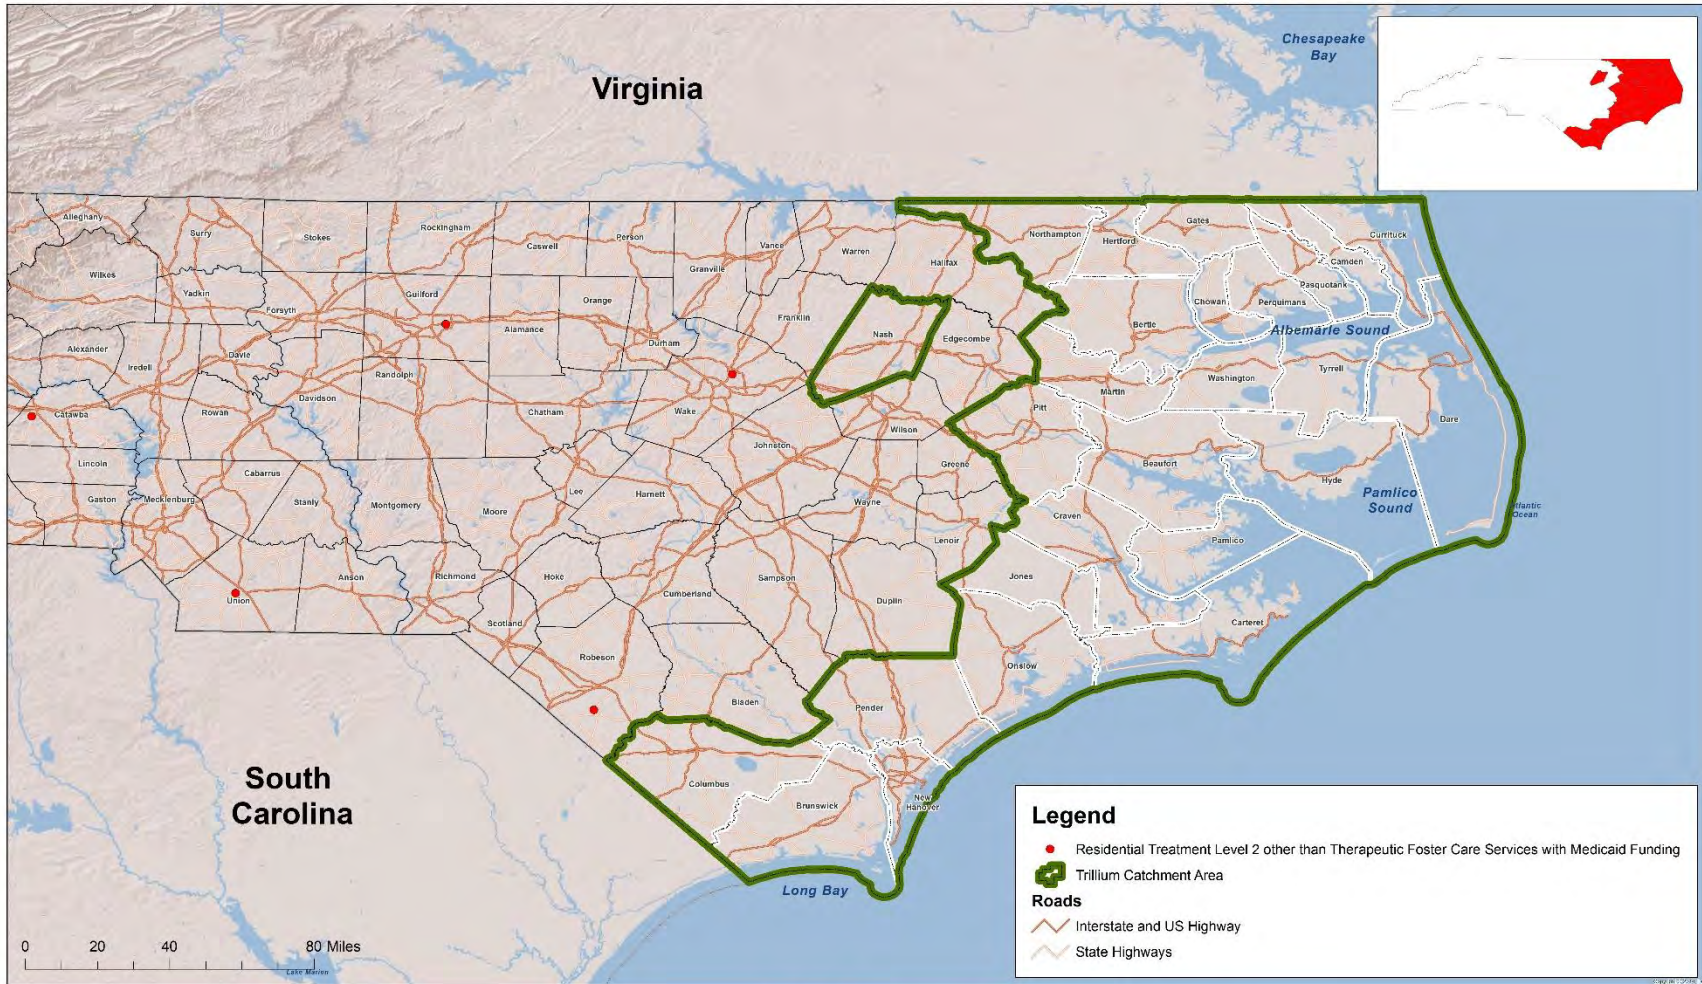 Chesapeake
Bay
Virginia
Alleghany
Surry
Stokes
Rockingham
Caswell
Person
Granville
Vance
Warren
Northampton
Hertford
Gates
Currituck
Camden
Pasquotank
Perquimans
Chowan
Wilkes
Yadkin
Forsyth
Guilford
Orange
Alamance
Durham
Franklin
Halifax
Nash
Edgecombe
Bertie
Albemarle Sound
Alexander
Iredell
Davie
Randolph
Davidson
Chatham
Wake
Johnston
Wilson
Pitt
Martin
Washington
Tyrrell
Dare
Catawba
Rowan
Lincoln
Cabarrus
Gaston
Mecklenburg
Stanly
Montgomery
Moore
Lee
Harnett
Wayne
Greene
Lenoir
Craven
Beaufort
Hyde
Pamlico
Sound
Atlantic
Ocean
Pamlico
Union
Anson
Richmond
Hoke
Scotland
Cumberland
Sampson
Duplin
Jones
Carteret
Onslow
Robeson
Bladen
Pender
Columbus
Brunswick
New
Hanover
South
Carolina
Long Bay
Lake Marion
0 20 40 80 Miles
Legend
Residential Treatment Level 2 other than Therapeutic Foster Care Services with Medicaid Funding
Trillium Catchment Area
Roads
Interstate and US Highway
State Highways